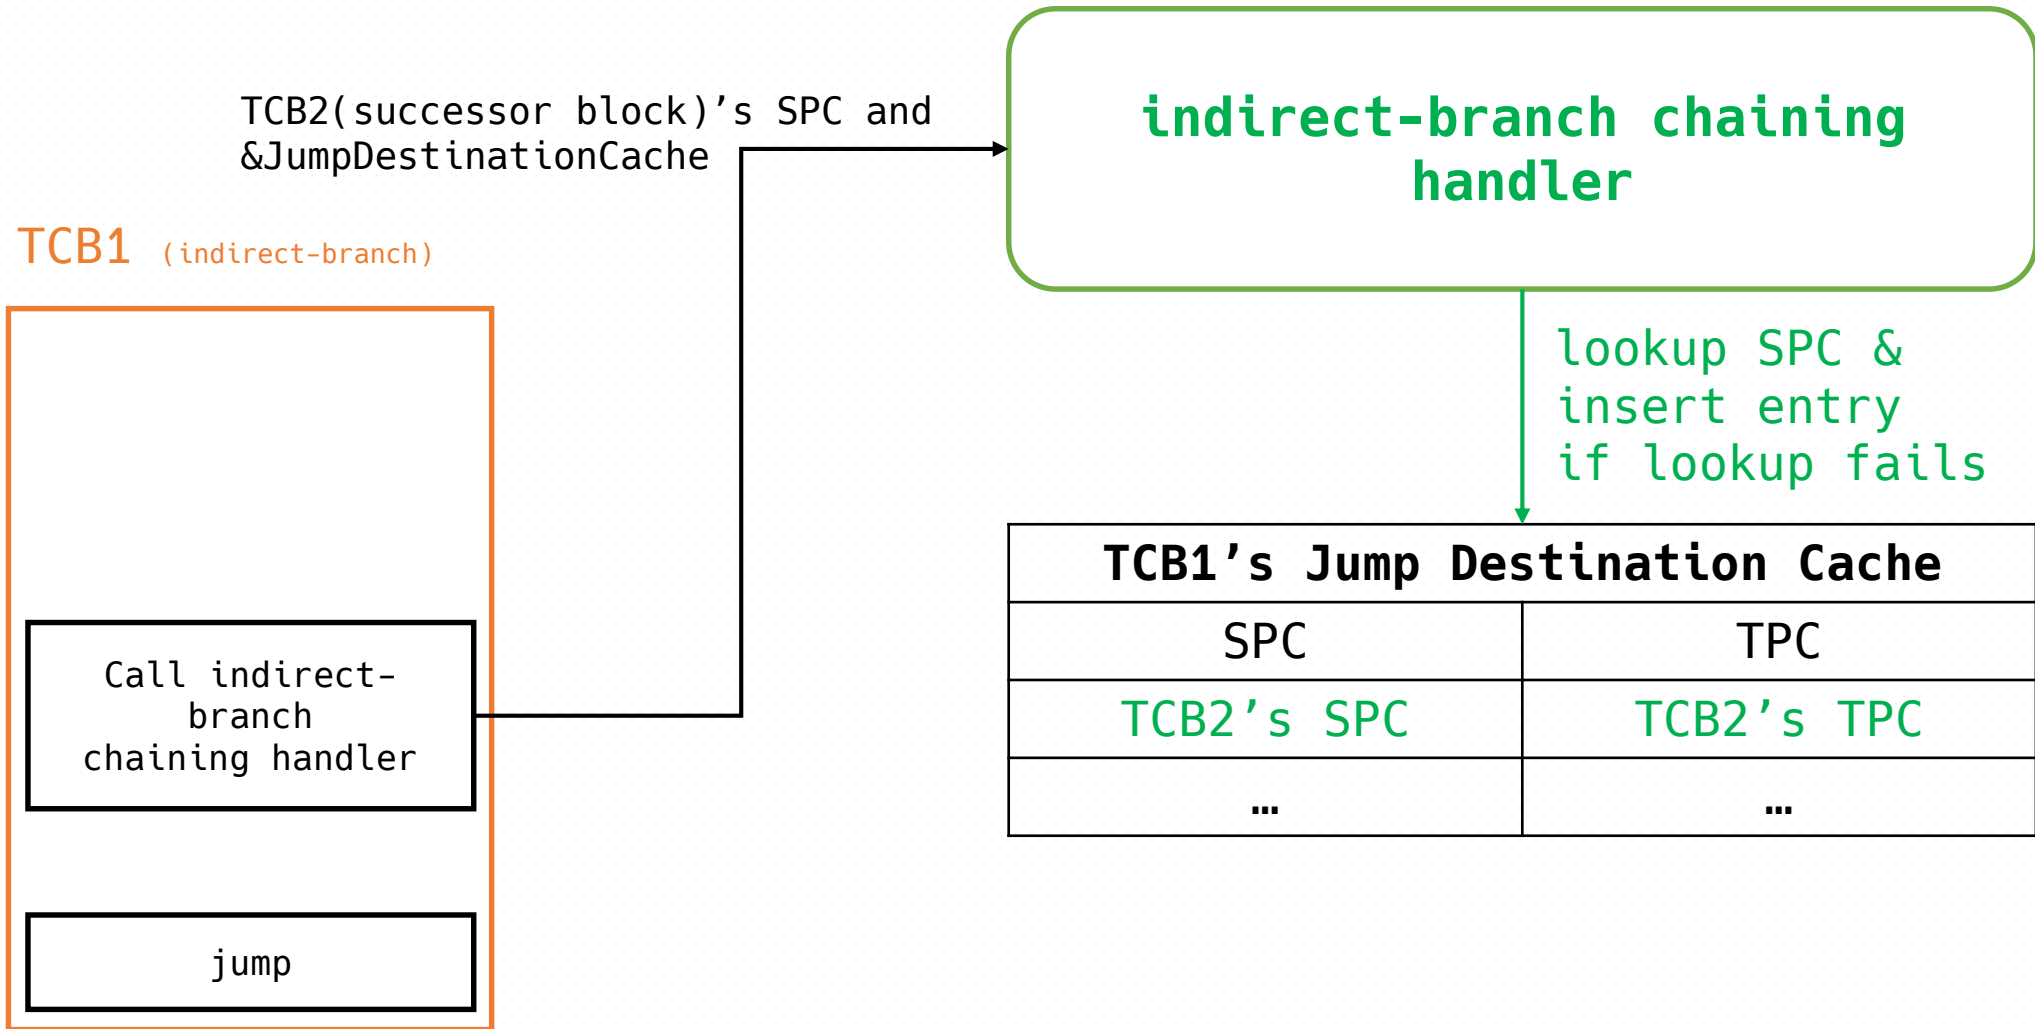 TCB2(successor block)’s SPC and
&JumpDestinationCache
indirect-branch chaining
handler
TCB1 (indirect-branch)
lookup SPC &
insert entry
if lookup fails
TCB1’s Jump Destination Cache
SPC TPC
TCB2’s SPC TCB2’s TPC
… …
Call indirect-
branch
chaining handler
jump